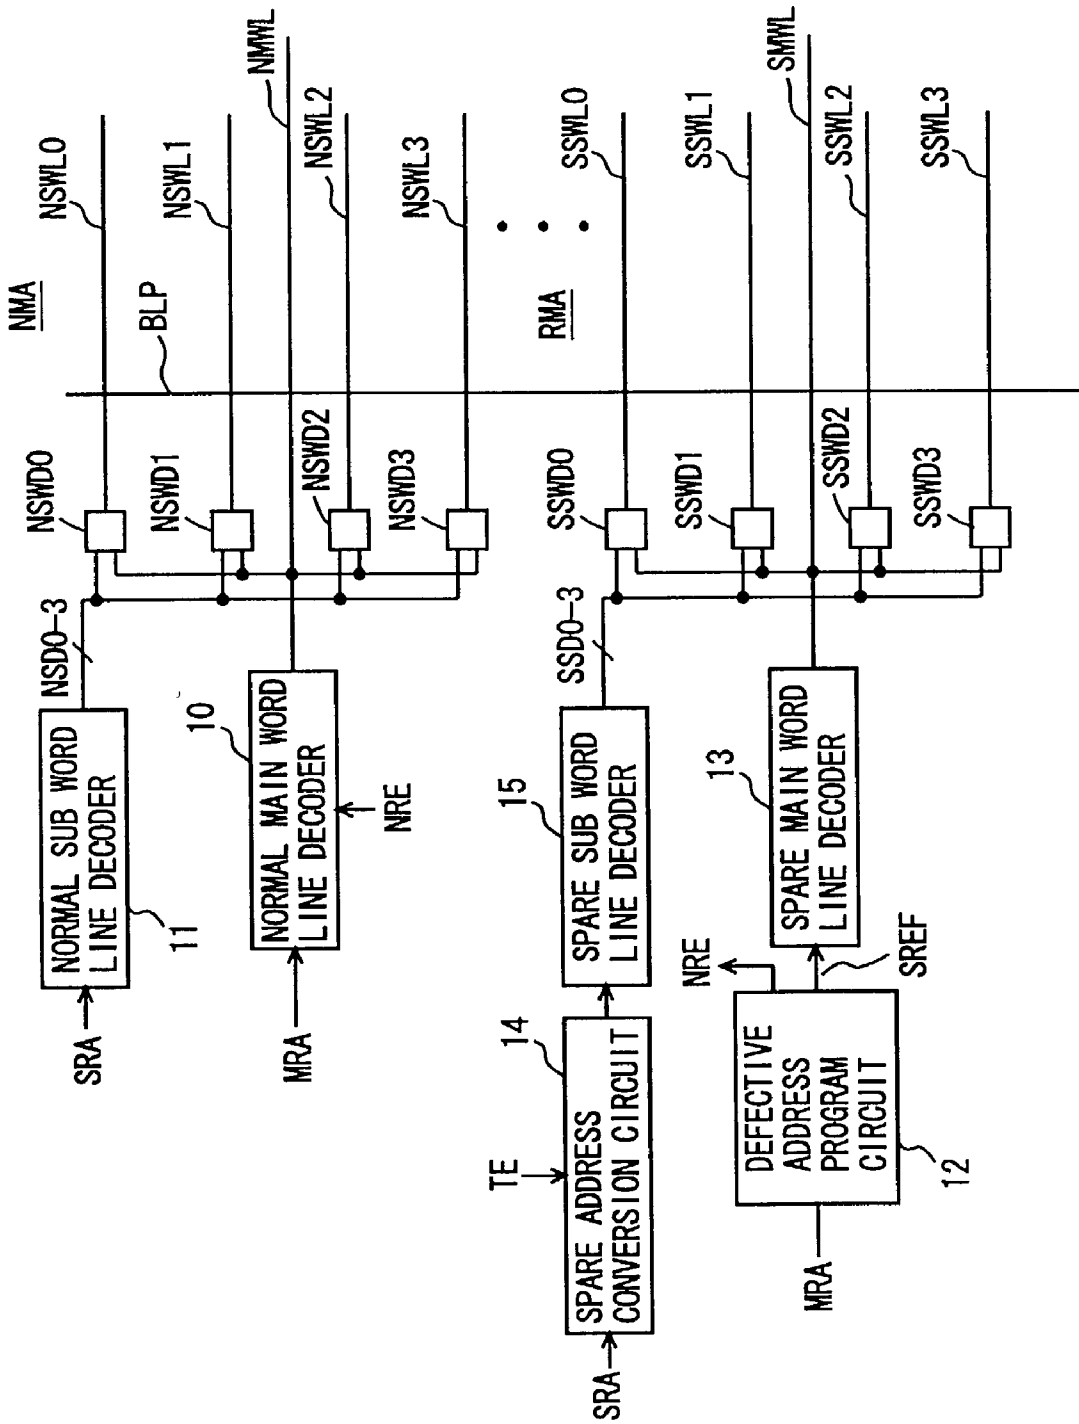 NMA
BLP
NSWL0
NSWL1
NMWL
NSWL2
NSWL3
NSWD0
NSWD1
NSWD2
NSWD3
NSD0-3
NORMAL SUB WORD
LINE DECODER
11
SRA
10
NORMAL MAIN WORD
LINE DECODER
NRE
MRA
RMA
SSWL0
SSWL1
SMWL
SSWL2
SSWL3
SSWD0
SSWD1
SSWD2
SSWD3
SSD0-3
15
SPARE SUB WORD
LINE DECODER
14
SPARE ADDRESS
CONVERSION CIRCUIT
TE
SRA
13
SPARE MAIN WORD
LINE DECODER
SREF
NRE
DEFECTIVE
ADDRESS
PROGRAM
CIRCUIT
12
MRA